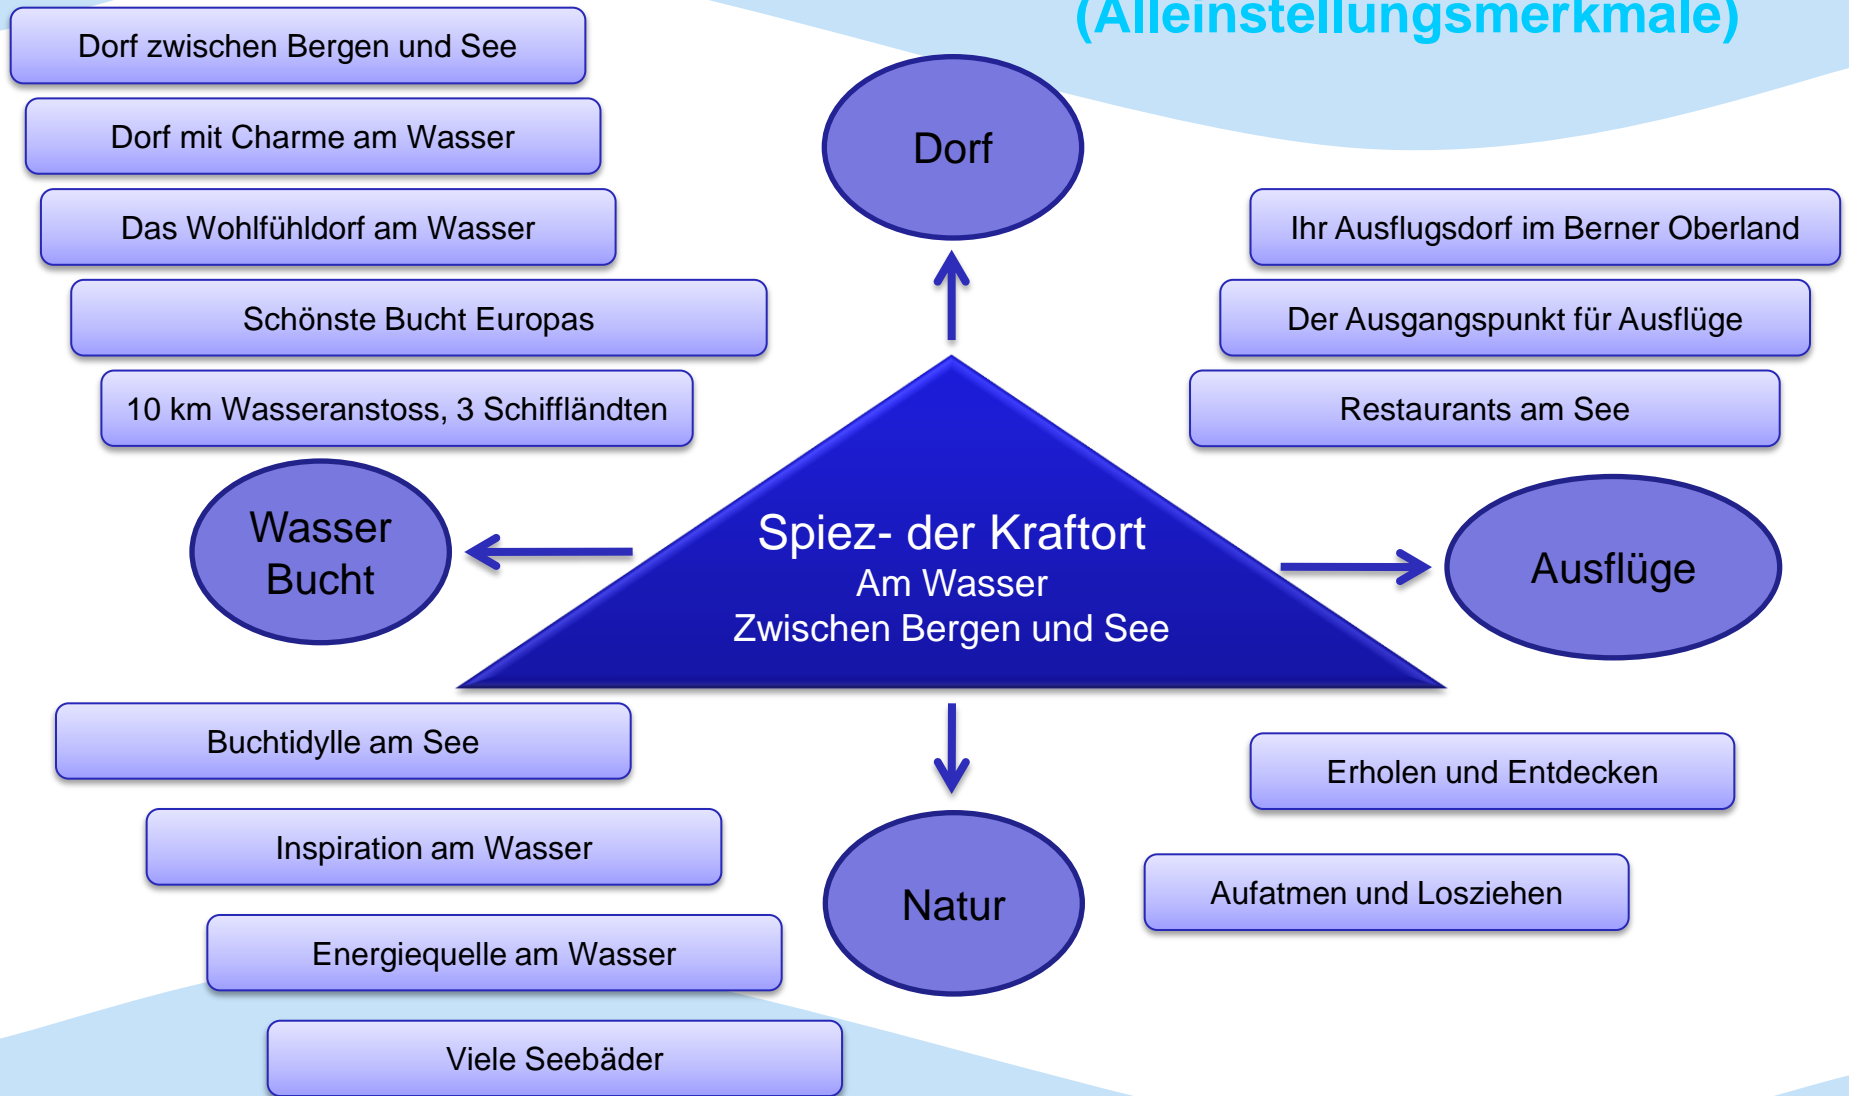 (Alleinstellungsmerkmale)
Dorf zwischen Bergen und See
Dorf mit Charme am Wasser
Das Wohlfühldorf am Wasser
Schönste Bucht Europas
10 km Wasseranstoss, 3 Schiffländten
Dorf
Ihr Ausflugsdorf im Berner Oberland
Der Ausgangspunkt für Ausflüge
Restaurants am See
Wasser
Bucht
Spiez- der Kraftort
Am Wasser
Zwischen Bergen und See
Ausflüge
Buchtidylle am See
Inspiration am Wasser
Energiequelle am Wasser
Viele Seebäder
Natur
Erholen und Entdecken
Aufatmen und Losziehen